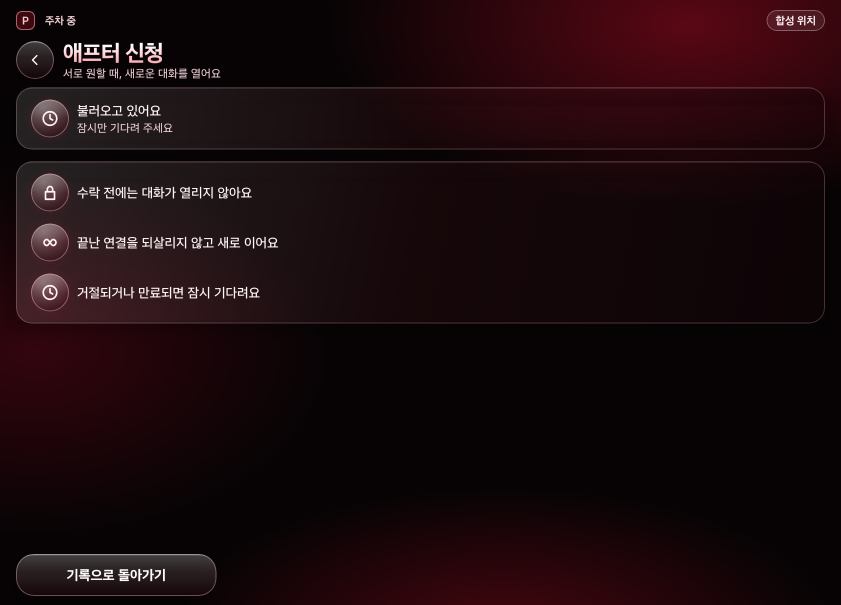 P 주차 중
합성 위치
애프터 신청
서로 원할 때, 새로운 대화를 열어요
불러오고 있어요
잠시만 기다려 주세요
수락 전에는 대화가 열리지 않아요
끝난 연결을 되살리지 않고 새로 이어요
거절되거나 만료되면 잠시 기다려요
기록으로 돌아가기